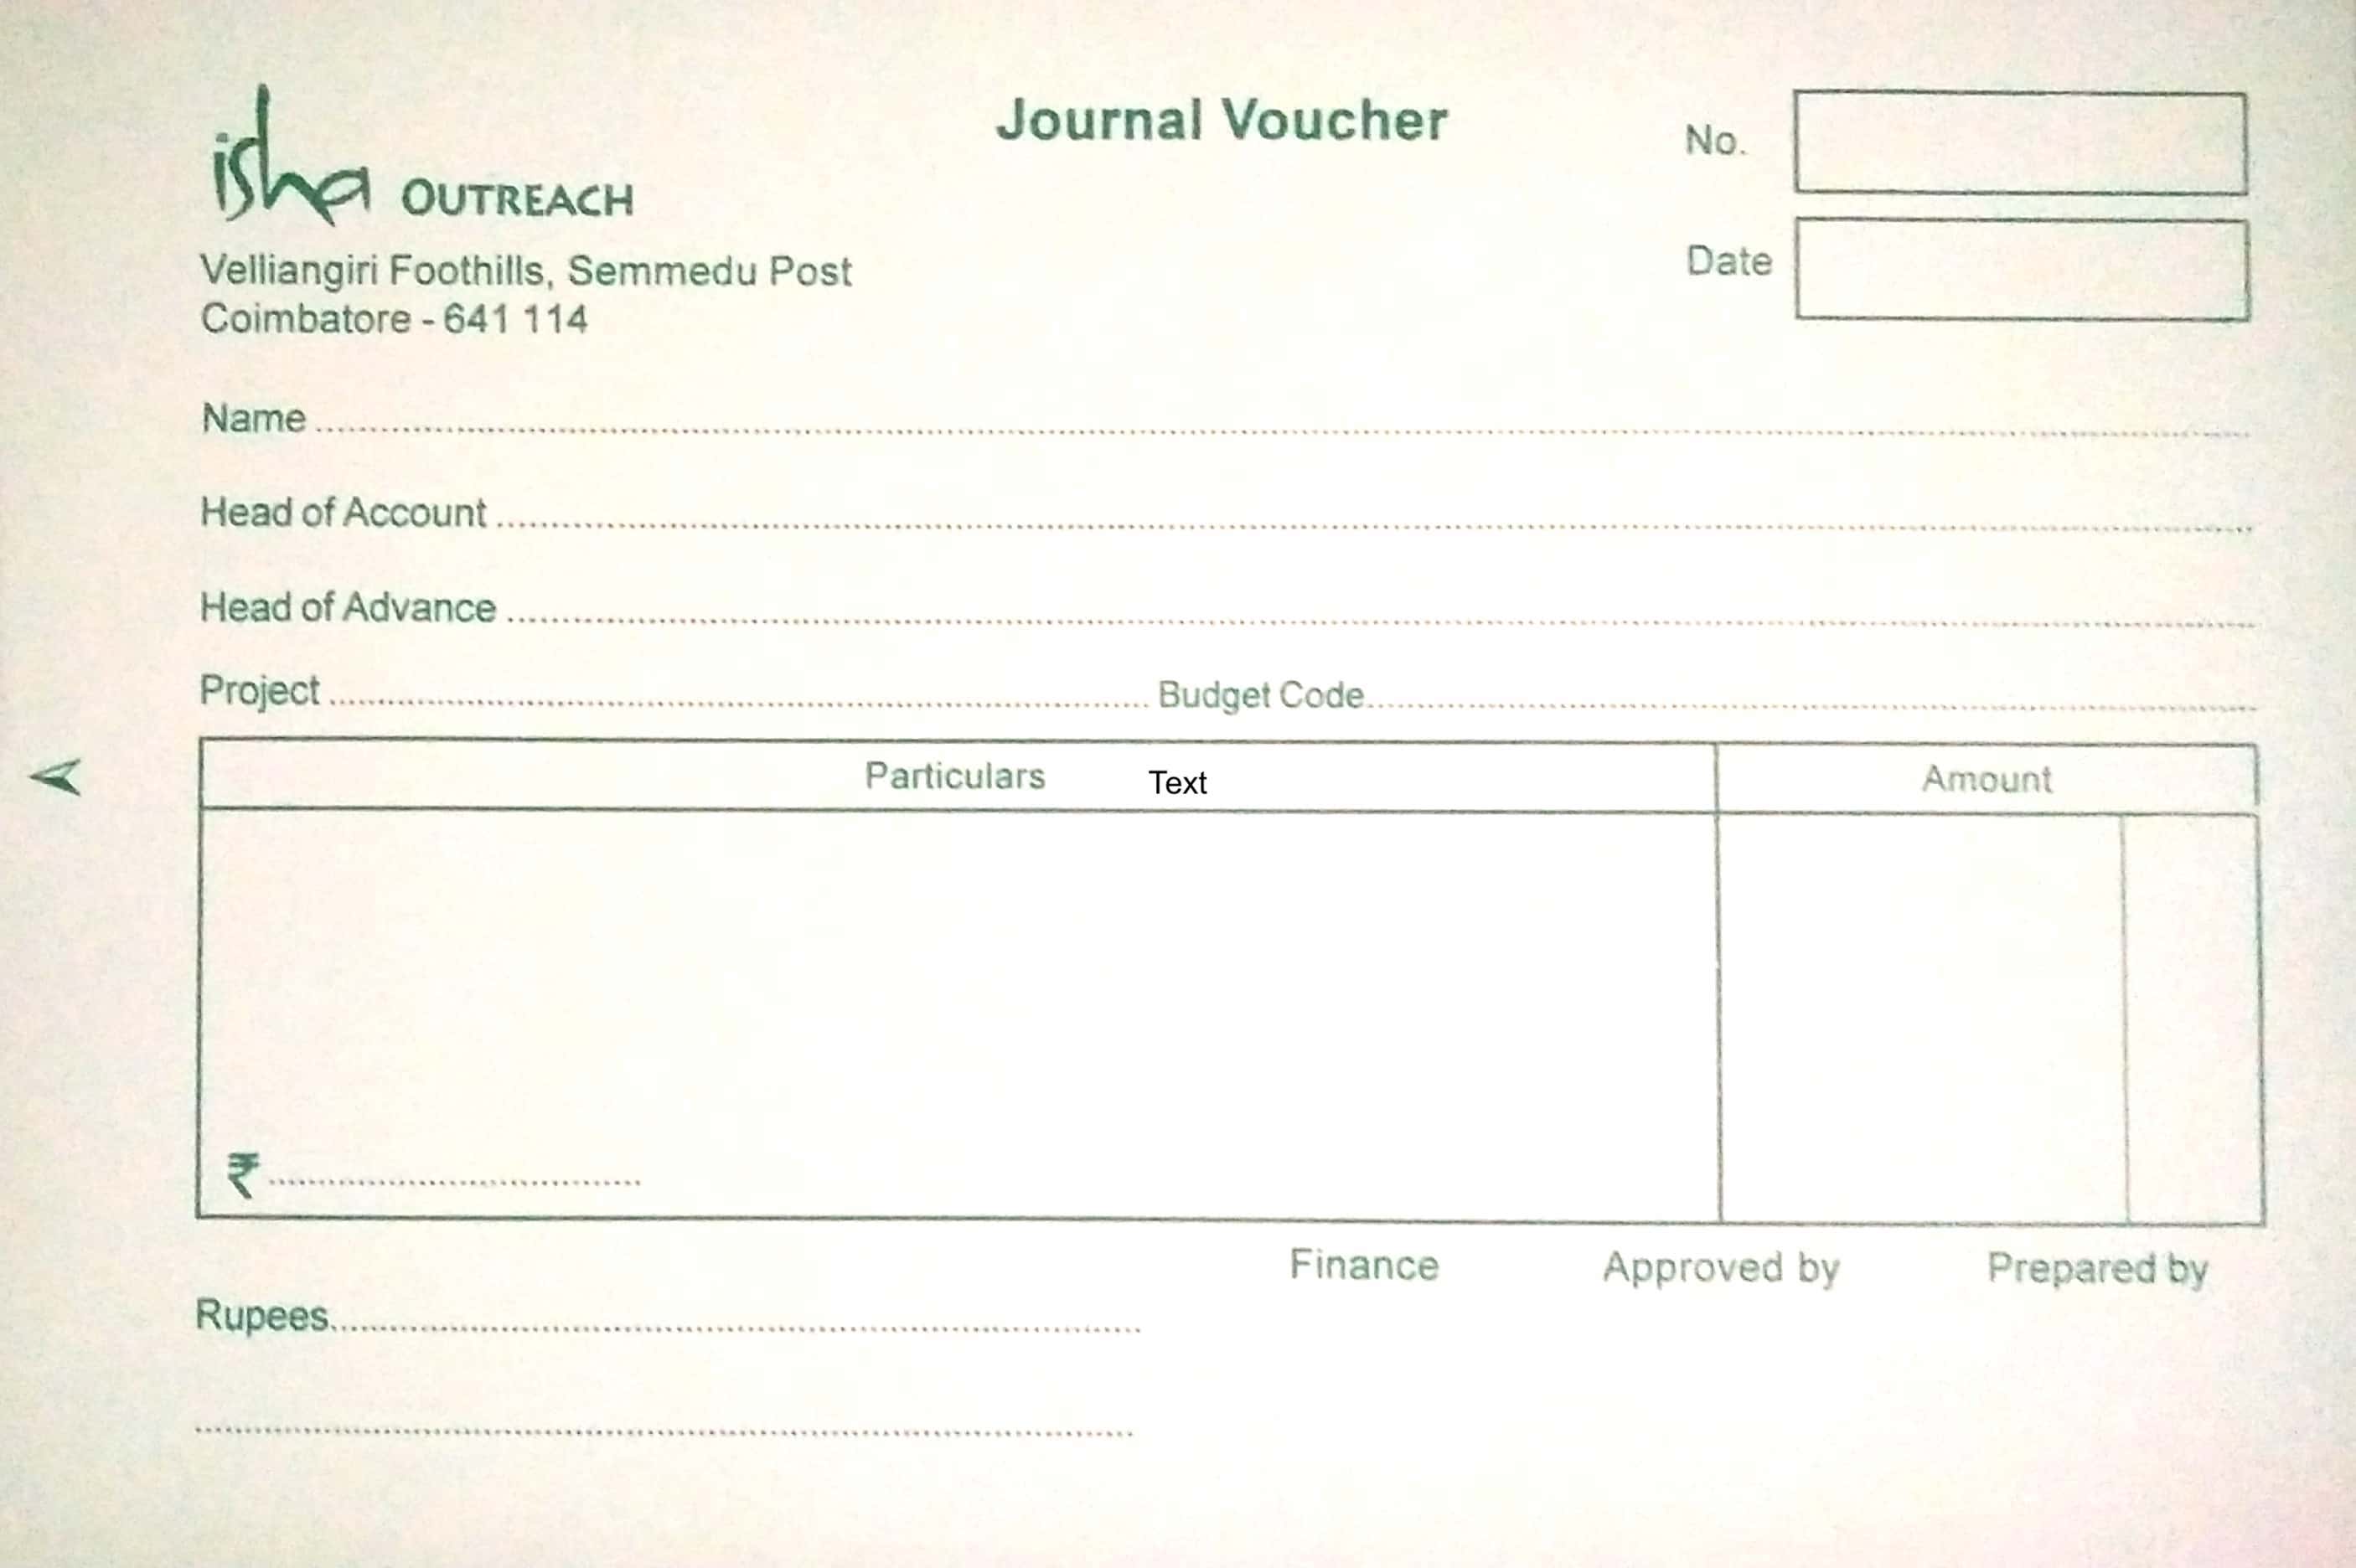 isha OUTREACH
Journal Voucher
No.
Date
Velliangiri Foothills, Semmedu Post
Coimbatore - 641 114
Name
Head of Account
Head of Advance
Project Budget Code
Particulars Text Amount
₹
Finance Approved by Prepared by
Rupees